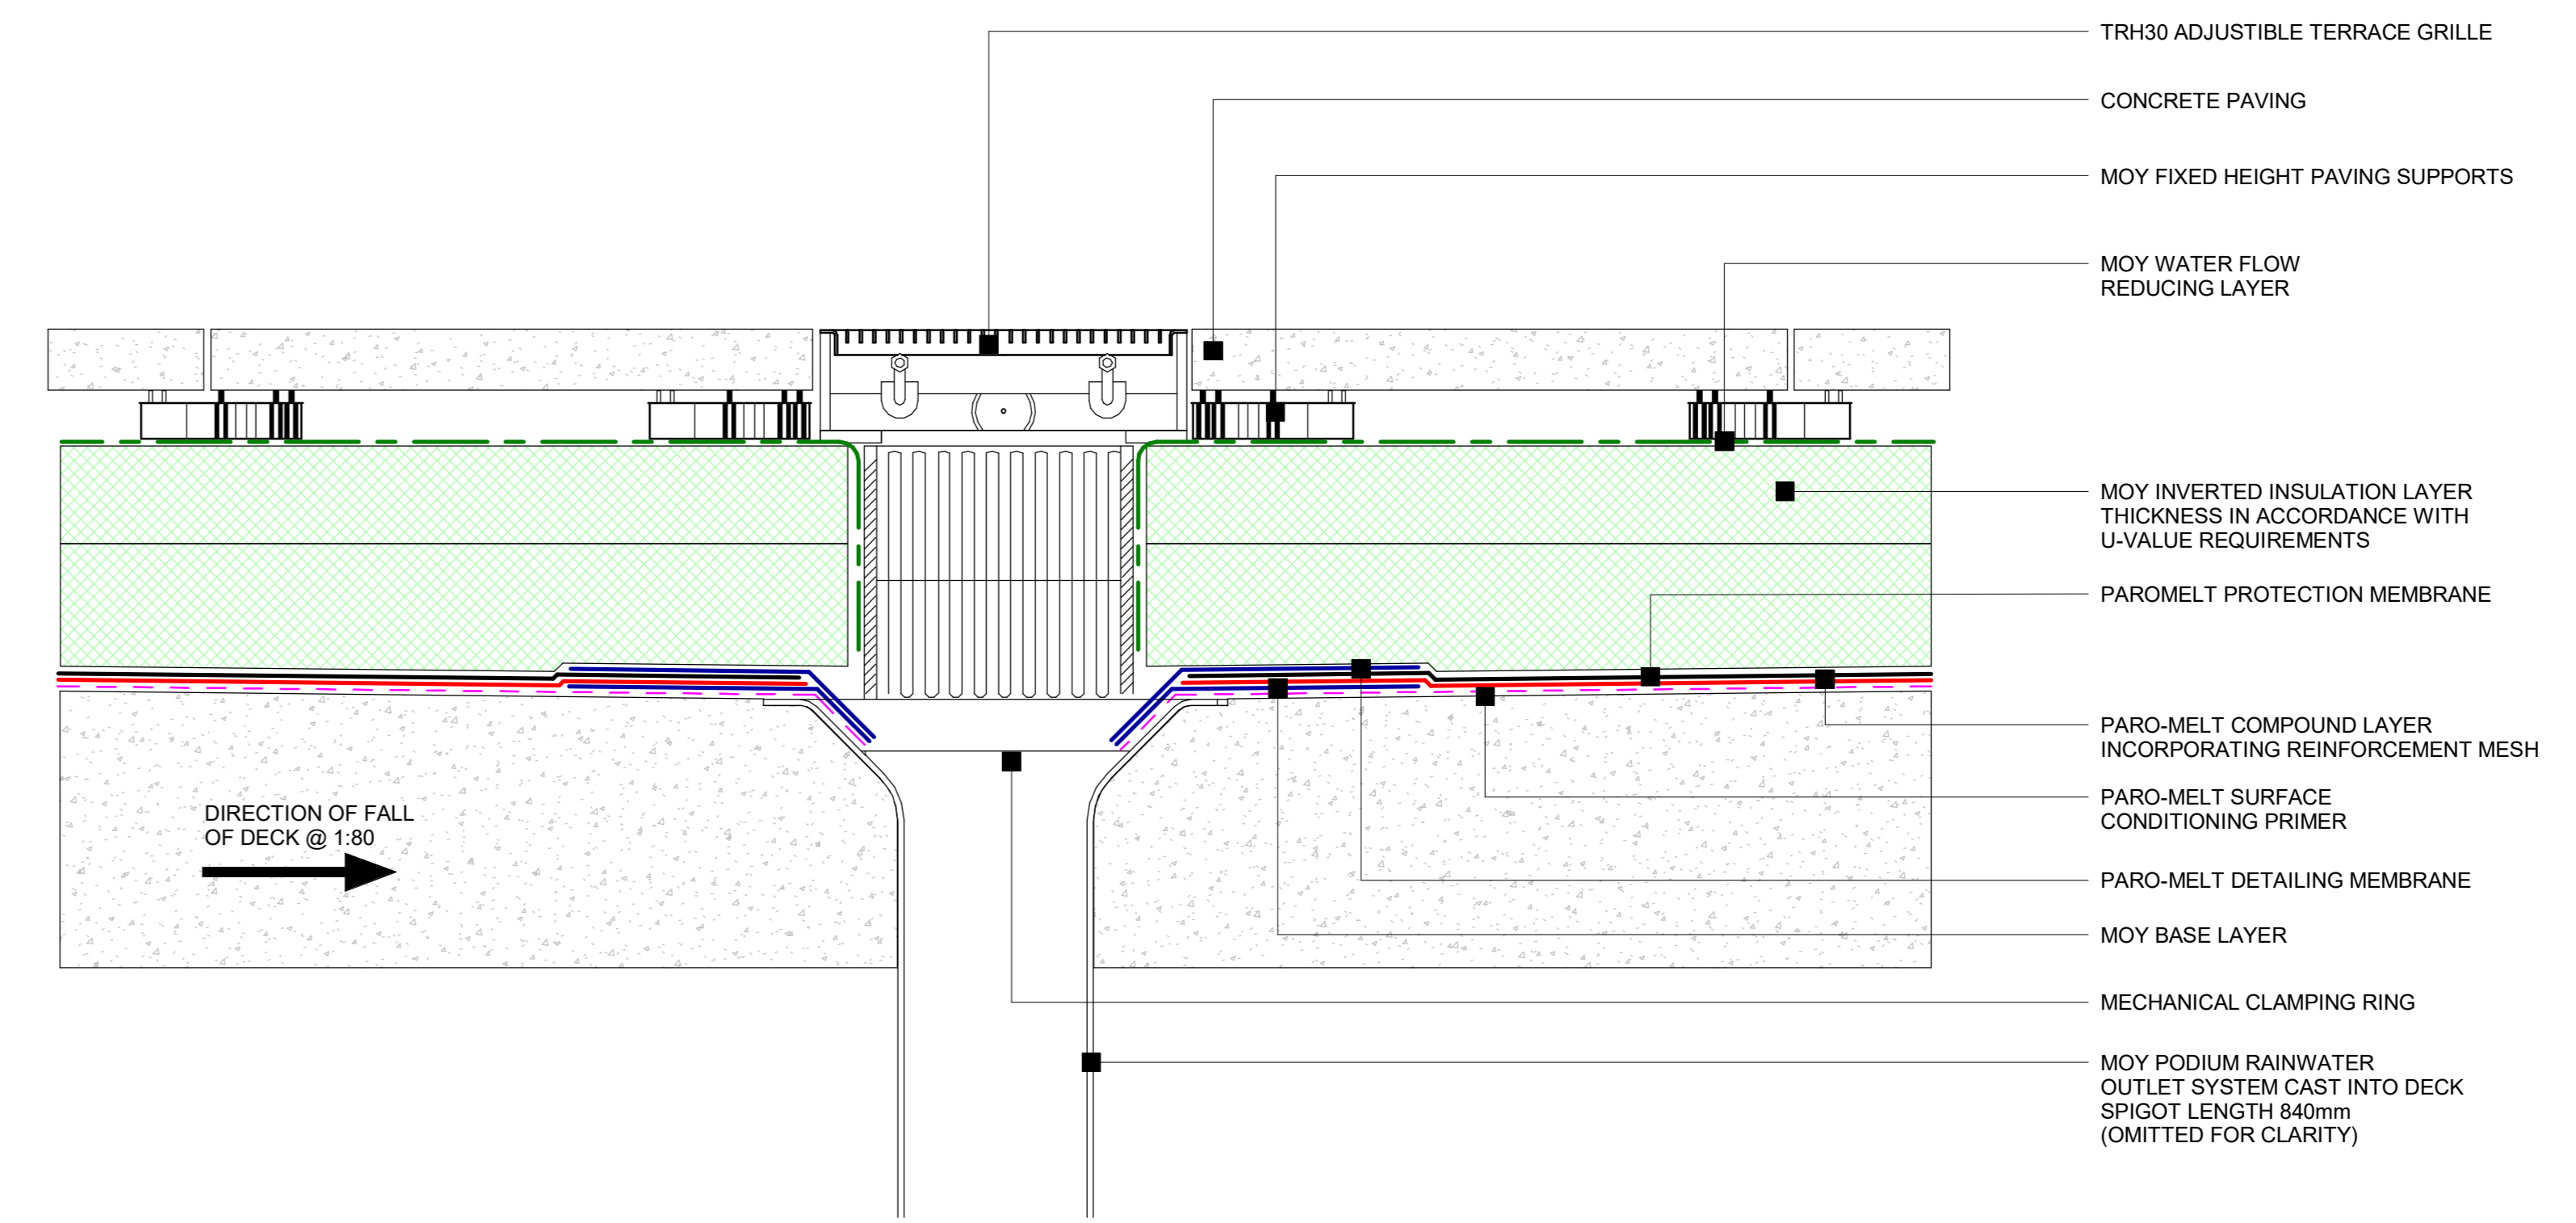 TRH30 ADJUSTIBLE TERRACE GRILLE
CONCRETE PAVING
MOY FIXED HEIGHT PAVING SUPPORTS
MOY WATER FLOW
REDUCING LAYER
MOY INVERTED INSULATION LAYER
THICKNESS IN ACCORDANCE WITH
U-VALUE REQUIREMENTS
PAROMELT PROTECTION MEMBRANE
PARO-MELT COMPOUND LAYER
INCORPORATING REINFORCEMENT MESH
PARO-MELT SURFACE
CONDITIONING PRIMER
DIRECTION OF FALL
OF DECK @ 1:80
PARO-MELT DETAILING MEMBRANE
MOY BASE LAYER
MECHANICAL CLAMPING RING
MOY PODIUM RAINWATER
OUTLET SYSTEM CAST INTO DECK
SPIGOT LENGTH 840mm
(OMITTED FOR CLARITY)